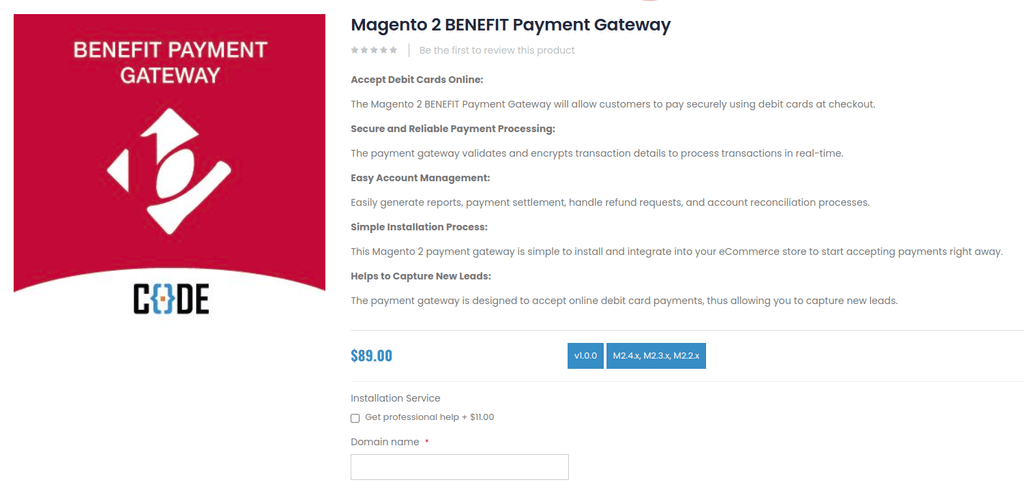 BENEFIT PAYMENT
GATEWAY
C{}DE
Magento 2 BENEFIT Payment Gateway
Be the first to review this product
Accept Debit Cards Online:
The Magento 2 BENEFIT Payment Gateway will allow customers to pay securely using debit cards at checkout.
Secure and Reliable Payment Processing:
The payment gateway validates and encrypts transaction details to process transactions in real-time.
Easy Account Management:
Easily generate reports, payment settlement, handle refund requests, and account reconciliation processes.
Simple Installation Process:
This Magento 2 payment gateway is simple to install and integrate into your eCommerce store to start accepting payments right away.
Helps to Capture New Leads:
The payment gateway is designed to accept online debit card payments, thus allowing you to capture new leads.
$89.00
v1.0.0
M2.4.x, M2.3.x, M2.2.x
Installation Service
Get professional help + $11.00
Domain name *